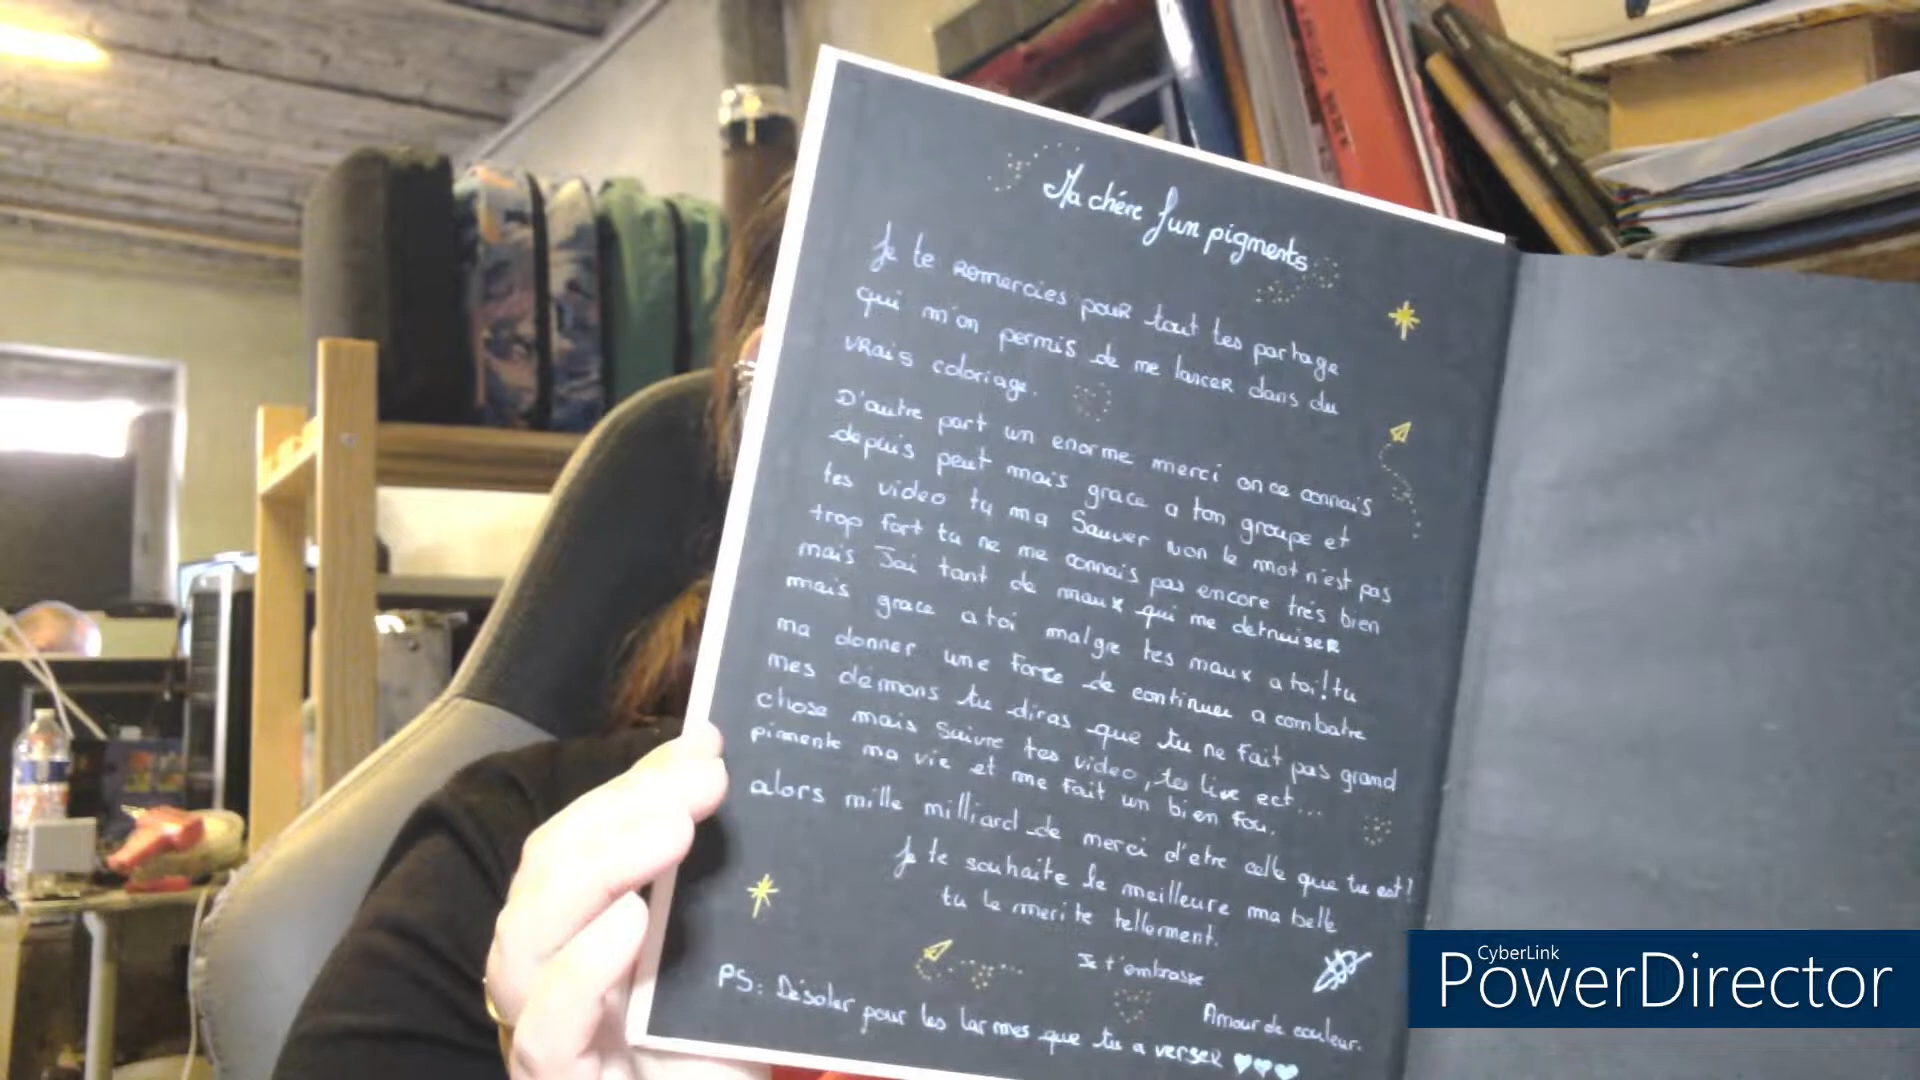 Ma chére fun pigments
Je te remercies pour tout tes partage
qui m'on permis de me lancer dans du
vrais coloriage.
D'autre part un enorme merci on ce connais
depuis peut mais grace a ton groupe et
tes video tu ma Sauver non le mot n'est pas
trop fort tu ne me connais pas encore trés bien
mais J'ai tant de maux qui me detruiser
mais grace a toi malgre tes maux a toi! tu
ma donner une force de continuer a combatre
mes démons tu diras que tu ne fait pas grand
chose mais Suivre tes video, tes live ect...
pimente ma vie et me fait un bien fou.
alors mille milliard de merci d'etre celle que tu est!
Je te souhaite le meilleure ma belle
tu le merite tellement.
Je t'embrasse
Amour de couleur.
PS: Désoler pour les larmes que tu a verser
CyberLink
PowerDirector